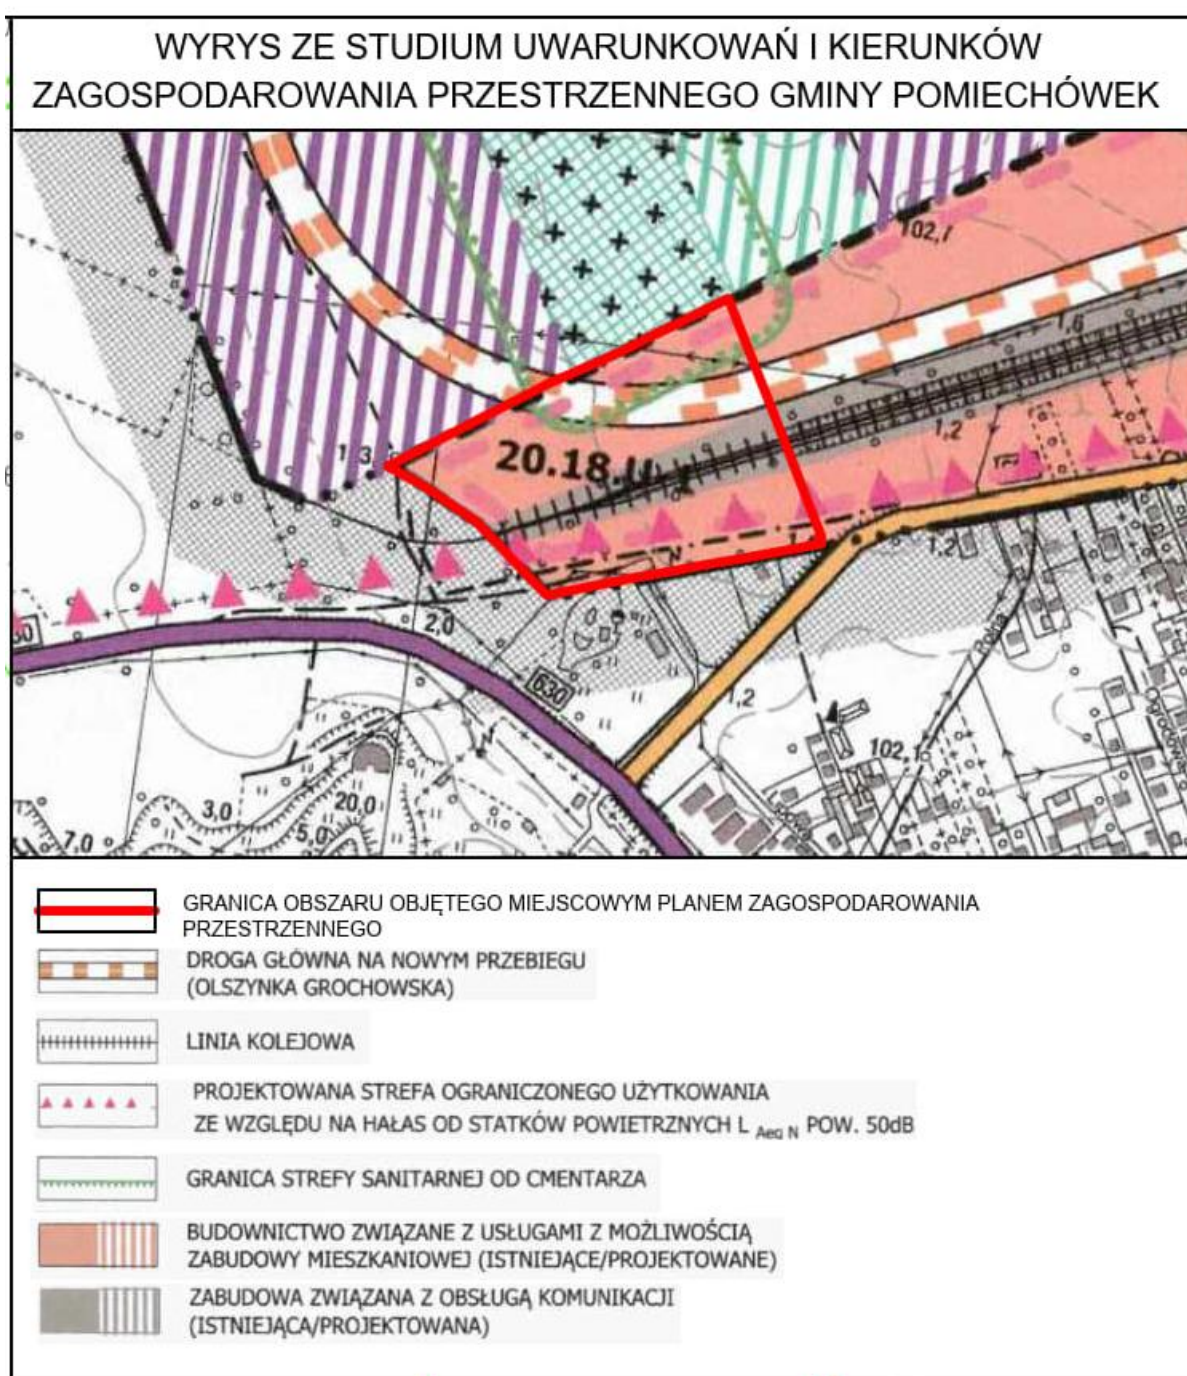 WYRYS ZE STUDIUM UWARUNKOWAŃ I KIERUNKÓW
ZAGOSPODAROWANIA PRZESTRZENNEGO GMINY POMIECHÓWEK
102,7
1,6
1,2
20.18.U
2,0
630
1,2
1,2
102,1
Polna
3,0
20,0
5,0
7,0
GRANICA OBSZARU OBJĘTEGO MIEJSCOWYM PLANEM ZAGOSPODAROWANIA
PRZESTRZENNEGO
DROGA GŁÓWNA NA NOWYM PRZEBIEGU
(OLSZYNKA GROCHOWSKA)
LINIA KOLEJOWA
PROJEKTOWANA STREFA OGRANICZONEGO UŻYTKOWANIA
ZE WZGLĘDU NA HAŁAS OD STATKÓW POWIETRZNYCH L Aeq N POW. 50dB
GRANICA STREFY SANITARNEJ OD CMENTARZA
BUDOWNICTWO ZWIĄZANE Z USŁUGAMI Z MOŻLIWOŚCIĄ
ZABUDOWY MIESZKANIOWEJ (ISTNIEJĄCE/PROJEKTOWANE)
ZABUDOWA ZWIĄZANA Z OBSŁUGĄ KOMUNIKACJI
(ISTNIEJĄCA/PROJEKTOWANA)